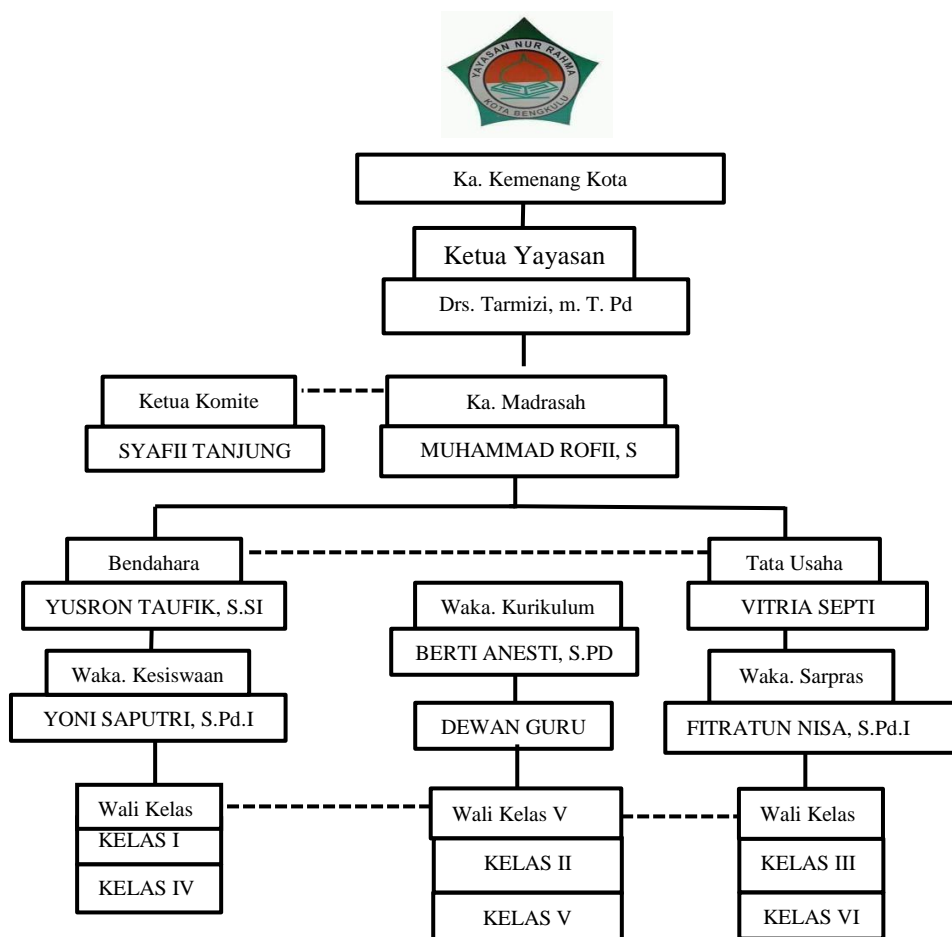 YAYASAN NUR RAHMA
KOTA BENGKULU
Ka. Kemenang Kota
Ketua Yayasan
Drs. Tarmizi, m. T. Pd
Ketua Komite
SYAFII TANJUNG
Ka. Madrasah
MUHAMMAD ROFII, S
Bendahara
YUSRON TAUFIK, S.SI
Tata Usaha
VITRIA SEPTI
Waka. Kurikulum
BERTI ANESTI, S.PD
Waka. Kesiswaan
YONI SAPUTRI, S.Pd.I
DEWAN GURU
Waka. Sarpras
FITRATUN NISA, S.Pd.I
Wali Kelas
KELAS I
KELAS IV
Wali Kelas V
KELAS II
KELAS V
Wali Kelas
KELAS III
KELAS VI